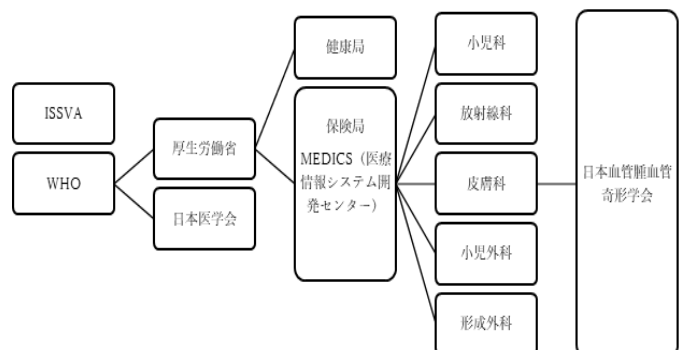 ISSVA
WHO
厚生労働省
日本医学会
健康局
保険局
MEDICS（医療
情報システム開
発センター）
小児科
放射線科
皮膚科
小児外科
形成外科
日本血管腫血管
奇形学会